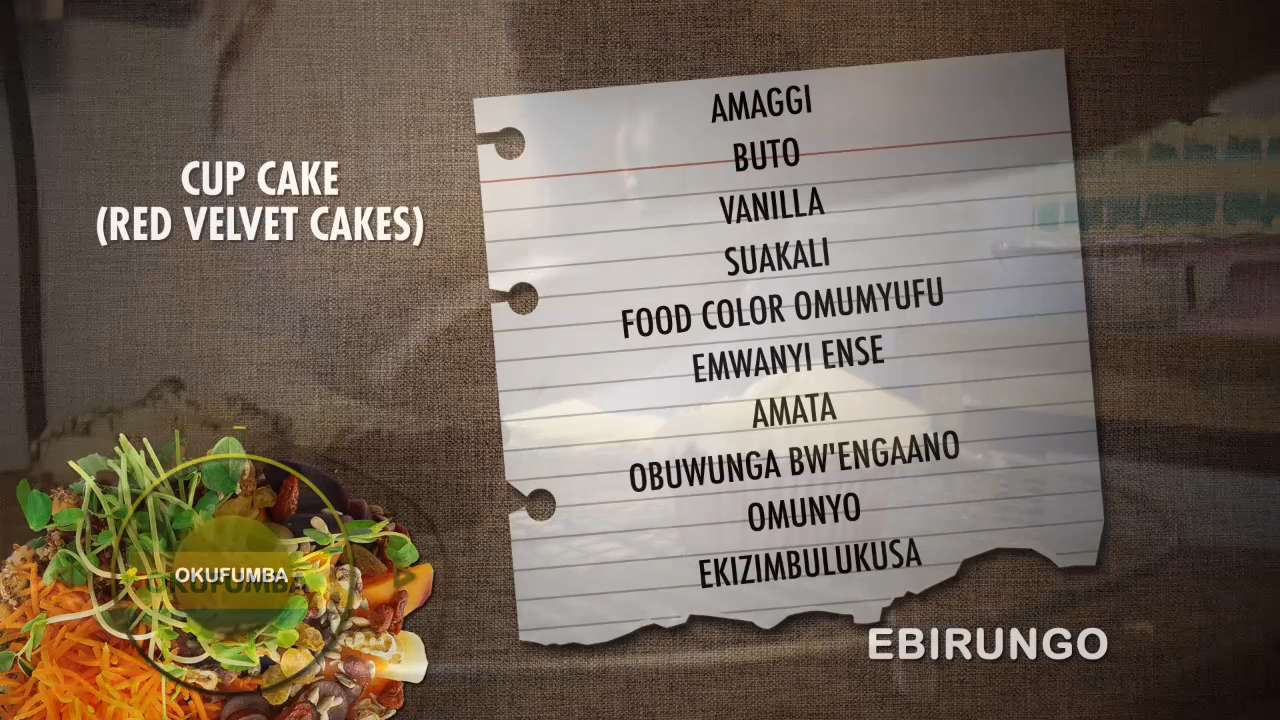 CUP CAKE
(RED VELVET CAKES)
AMAGGI
BUTO
VANILLA
SUAKALI
FOOD COLOR OMUMYUFU
EMWANYI ENSE
AMATA
OBUWUNGA BW'ENGAANO
OMUNYO
EKIZIMBULUKUSA
OKUFUMBA
OKUFUMBA
EBIRUNGO